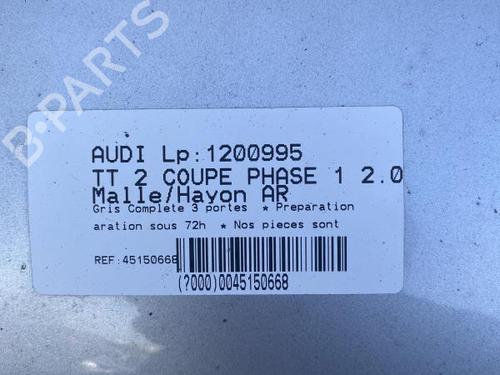 B-PARTS
AUDI Lp:1200995
TT 2 COUPE PHASE 1 2.0
Malle/Hayon AR
Gris Complete 3 portes * Preparation
aration sous 72h * Nos pieces sont
REF:45150668
(?000)0045150668